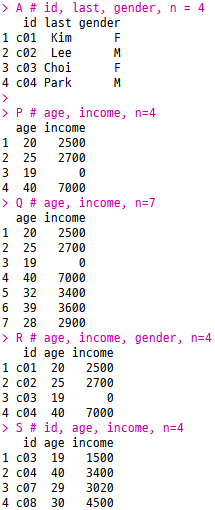 > A # id, last, gender, n = 4
id last gender
1 c01 Kim F
2 c02 Lee M
3 c03 Choi F
4 c04 Park M
>
> P # age, income, n=4
age income
1 20 2500
2 25 2700
3 19 0
4 40 7000
> Q # age, income, n=7
age income
1 20 2500
2 25 2700
3 19 0
4 40 7000
5 32 3400
6 39 3600
7 28 2900
> R # age, income, gender, n=4
id age income
1 c01 20 2500
2 c02 25 2700
3 c03 19 0
4 c04 40 7000
> S # id, age, income, n=4
id age income
1 c03 19 1500
2 c04 40 3400
3 c07 29 3020
4 c08 30 4500